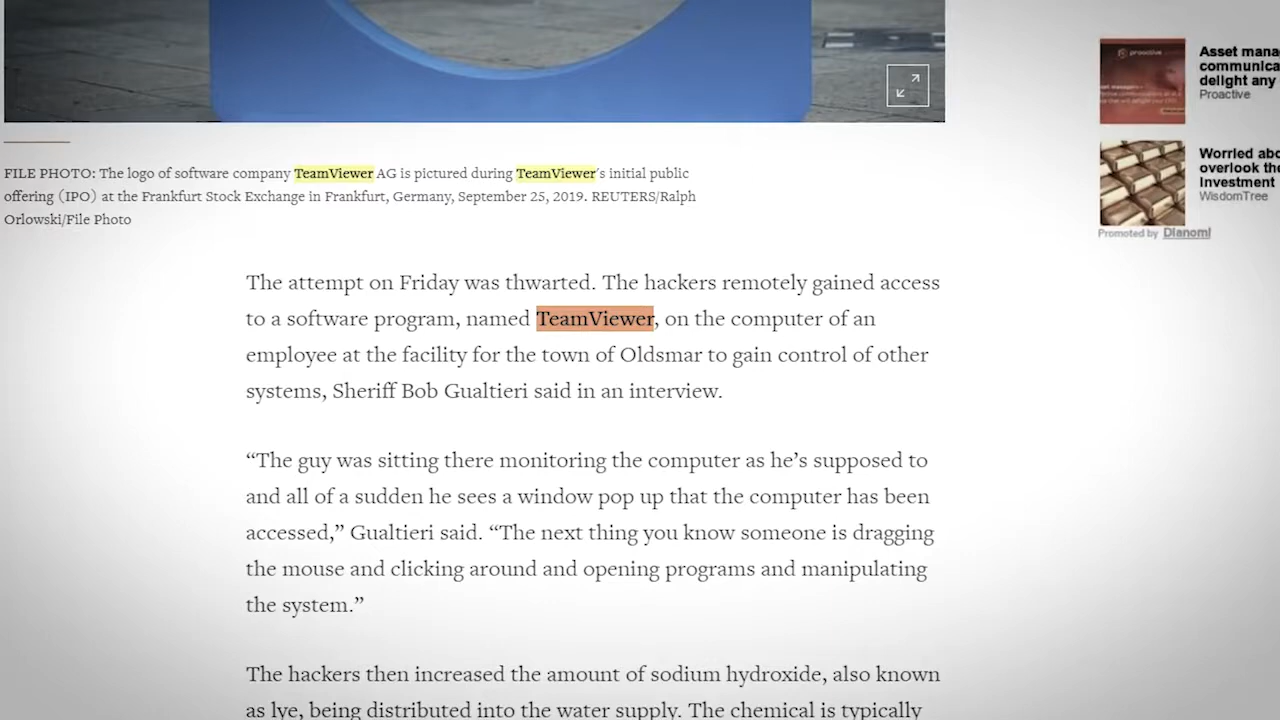 FILE PHOTO: The logo of software company TeamViewer AG is pictured during TeamViewer's initial public
offering (IPO) at the Frankfurt Stock Exchange in Frankfurt, Germany, September 25, 2019. REUTERS/Ralph
Orlowski/File Photo
The attempt on Friday was thwarted. The hackers remotely gained access
to a software program, named TeamViewer, on the computer of an
employee at the facility for the town of Oldsmar to gain control of other
systems, Sheriff Bob Gualtieri said in an interview.
“The guy was sitting there monitoring the computer as he’s supposed to
and all of a sudden he sees a window pop up that the computer has been
accessed,” Gualtieri said. “The next thing you know someone is dragging
the mouse and clicking around and opening programs and manipulating
the system.”
The hackers then increased the amount of sodium hydroxide, also known
as lye, being distributed into the water supply. The chemical is typically
proactive
Asset mana
communica
delight any
Proactive
Worried abo
overlook the
Investment
WisdomTree
Promoted by Dianomi